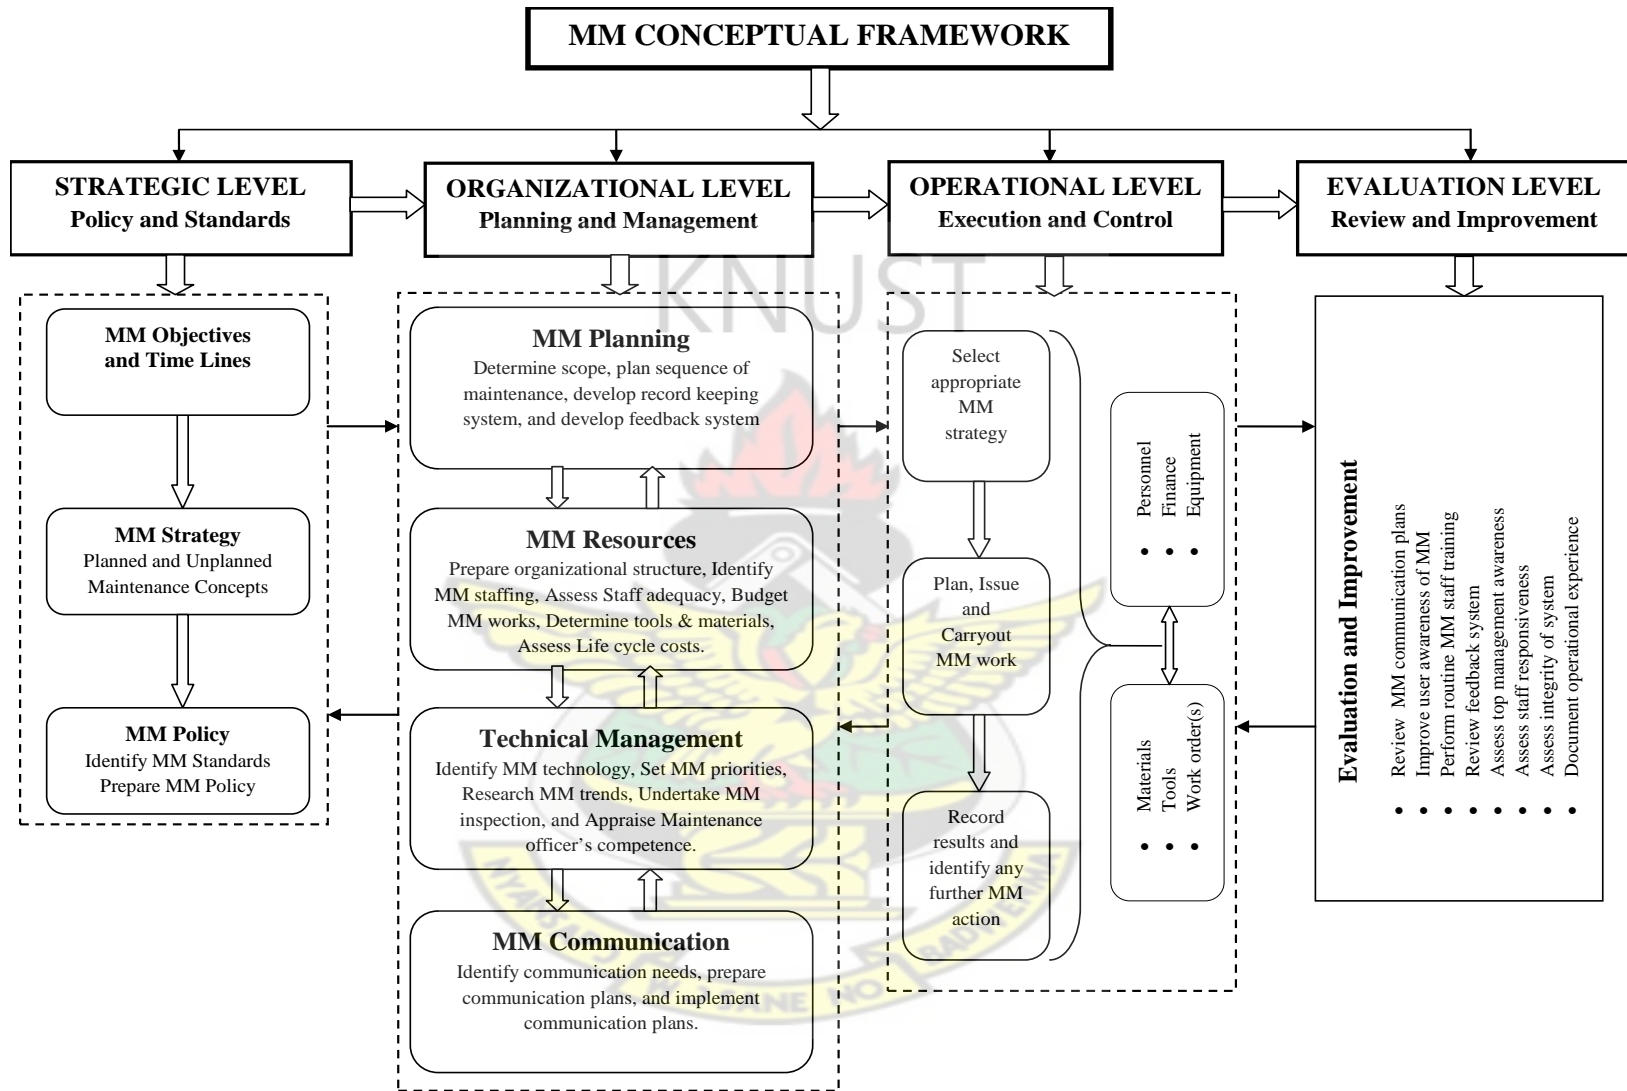 MM CONCEPTUAL FRAMEWORK
STRATEGIC LEVEL
Policy and Standards
ORGANIZATIONAL LEVEL
Planning and Management
OPERATIONAL LEVEL
Execution and Control
EVALUATION LEVEL
Review and Improvement
KNUST
MM Objectives
and Time Lines
MM Strategy
Planned and Unplanned
Maintenance Concepts
MM Policy
Identify MM Standards
Prepare MM Policy
MM Planning
Determine scope, plan sequence of
maintenance, develop record keeping
system, and develop feedback system
MM Resources
Prepare organizational structure, Identify
MM staffing, Assess Staff adequacy, Budget
MM works, Determine tools & materials,
Assess Life cycle costs.
Technical Management
Identify MM technology, Set MM priorities,
Research MM trends, Undertake MM
inspection, and Appraise Maintenance
officer's competence.
MM Communication
Identify communication needs, prepare
communication plans, and implement
communication plans.
Select
appropriate
MM
strategy
Plan, Issue
and
Carryout
MM work
Record
results and
identify any
further MM
action
• Personnel
• Finance
• Equipment
• Materials
• Tools
• Work order(s)
Evaluation and Improvement
• Review MM communication plans
• Improve user awareness of MM
• Perform routine MM staff training
• Review feedback system
• Assess top management awareness
• Assess staff responsiveness
• Assess integrity of system
• Document operational experience
SANE NO